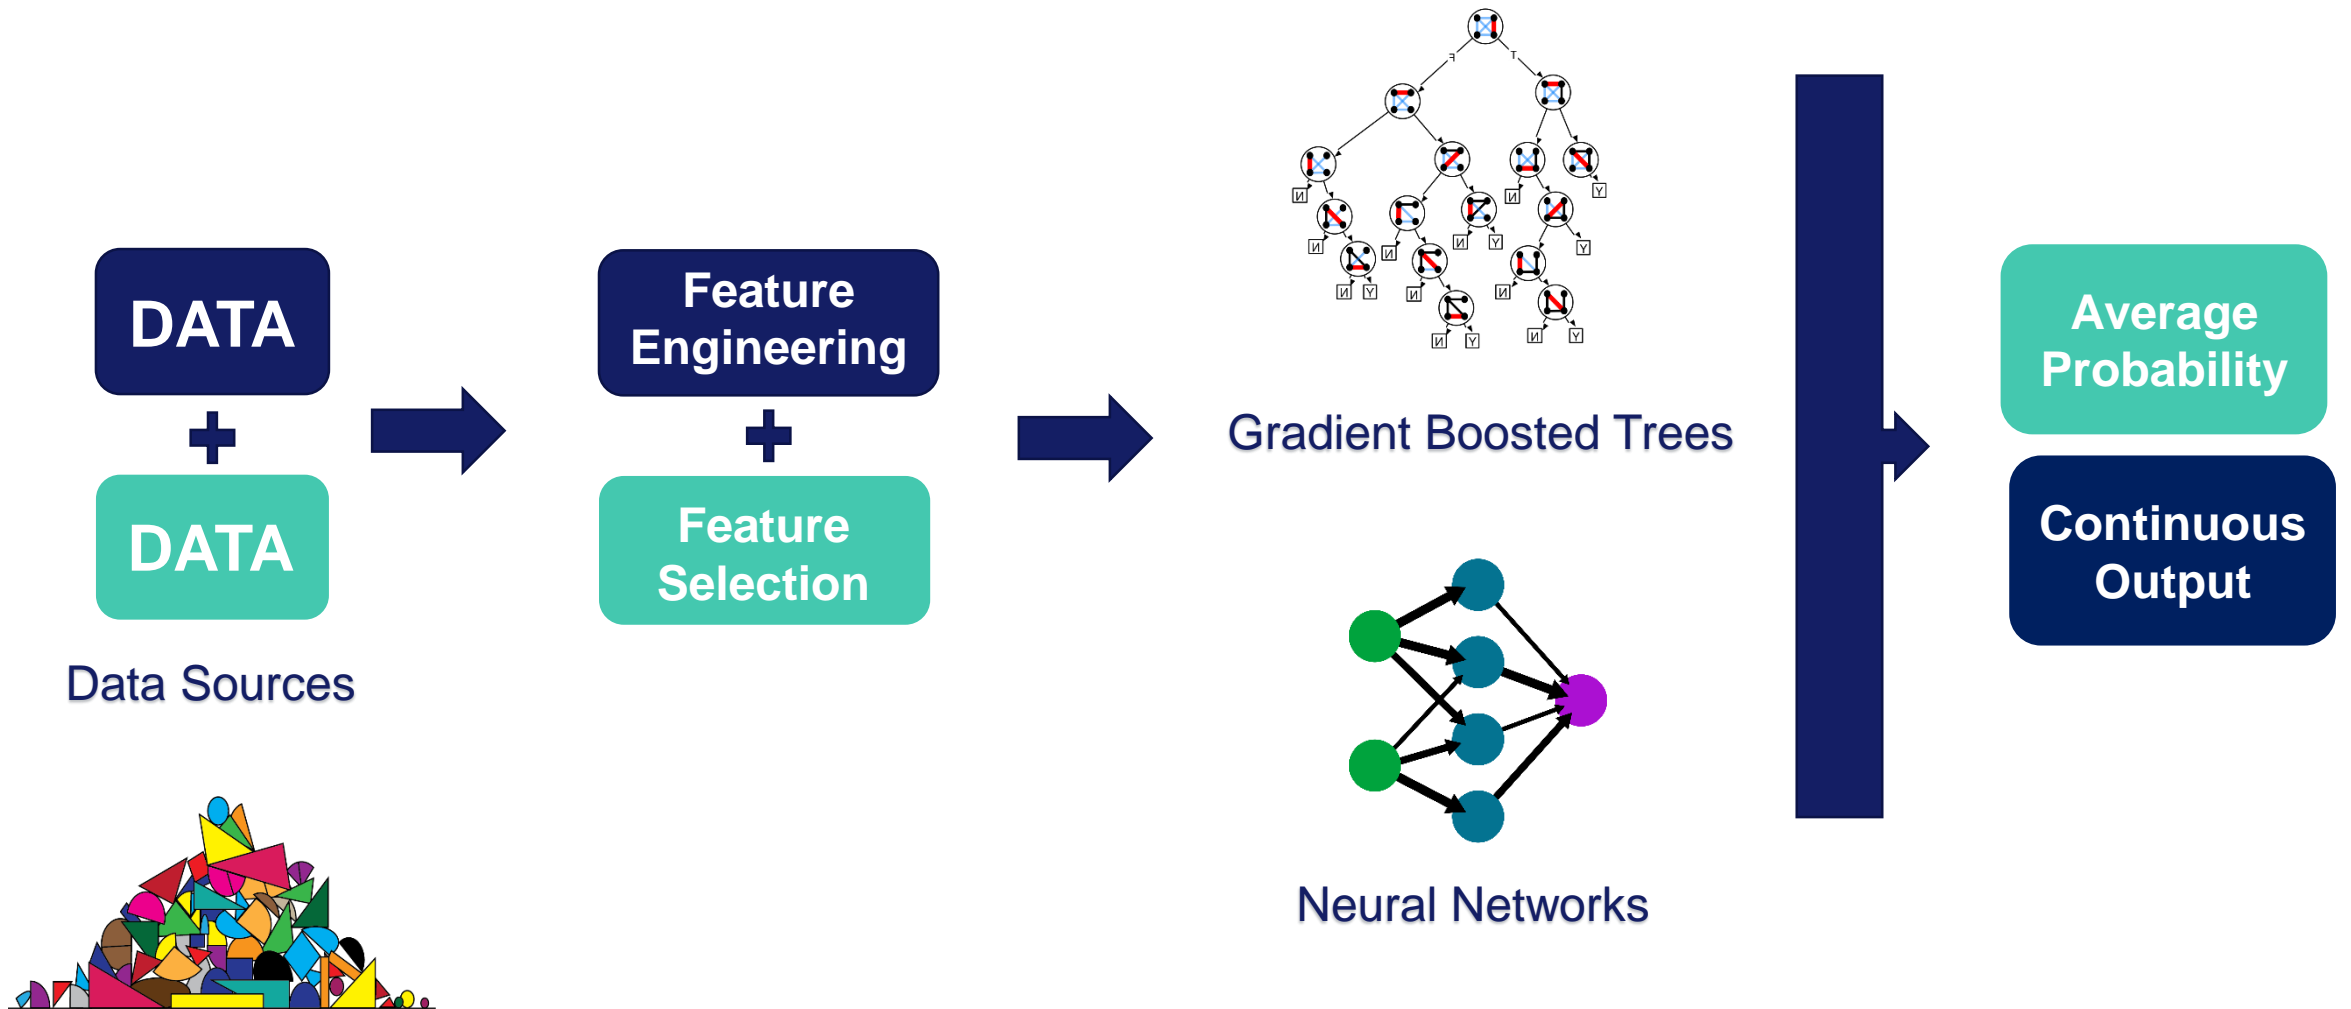 DATA
DATA
Data Sources
Feature
Engineering
Feature
Selection
F
T
N
Y
N
N
Y
N
N
Y
N
Y
N
N
Y
N
Y
N
N
Y
Gradient Boosted Trees
Neural Networks
Average
Probability
Continuous
Output